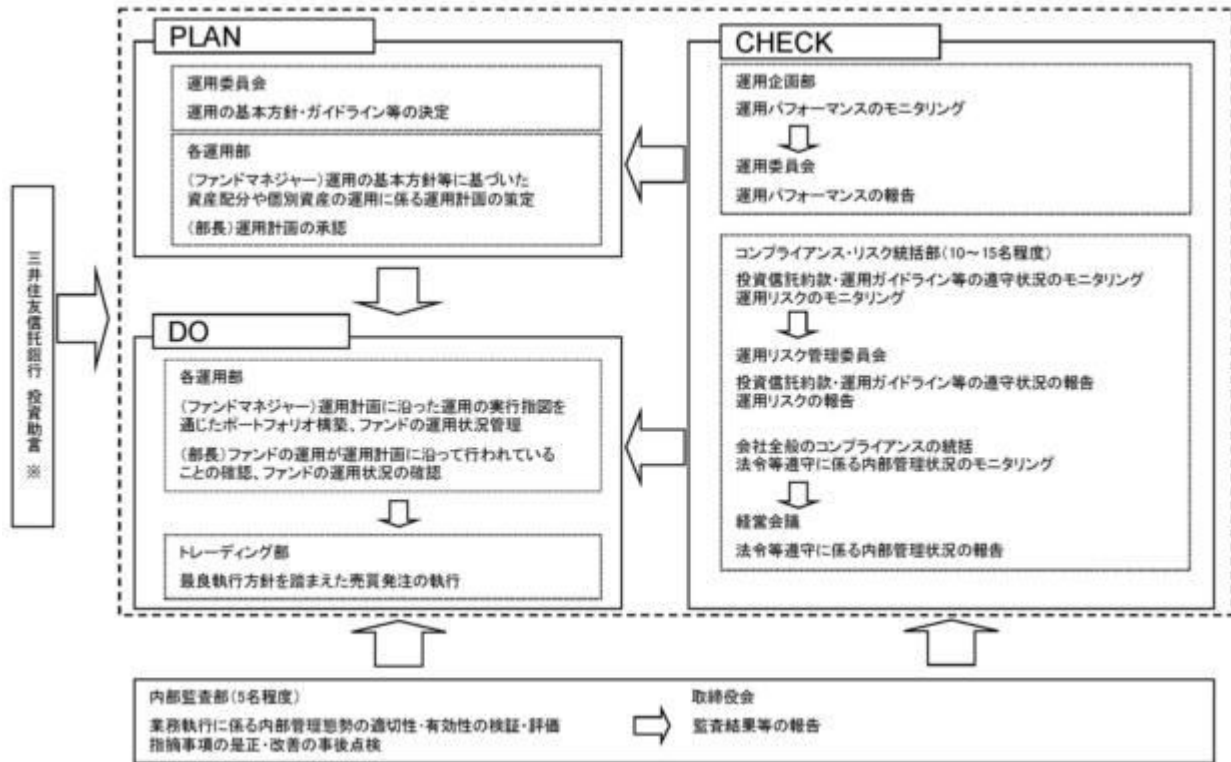 三井住友信託銀行 投資助言 ※
PLAN
運用委員会
運用の基本方針・ガイドライン等の決定
各運用部
(ファンドマネジャー)運用の基本方針等に基づいた
資産配分や個別資産の運用に係る運用計画の策定
(部長)運用計画の承認
DO
各運用部
(ファンドマネジャー)運用計画に沿った運用の実行指図を
通じたポートフォリオ構築、ファンドの運用状況管理
(部長)ファンドの運用が運用計画に沿って行われている
ことの確認、ファンドの運用状況の確認
トレーディング部
最良執行方針を踏まえた売買発注の執行
CHECK
運用企画部
運用パフォーマンスのモニタリング
運用委員会
運用パフォーマンスの報告
コンプライアンス・リスク統括部(10～15名程度)
投資信託約款・運用ガイドライン等の遵守状況のモニタリング
運用リスクのモニタリング
運用リスク管理委員会
投資信託約款・運用ガイドライン等の遵守状況の報告
運用リスクの報告
会社全般のコンプライアンスの統括
法令等遵守に係る内部管理状況のモニタリング
経営会議
法令等遵守に係る内部管理状況の報告
内部監査部(5名程度)
業務執行に係る内部管理態勢の適切性・有効性の検証・評価
指摘事項の是正・改善の事後点検
取締役会
監査結果等の報告